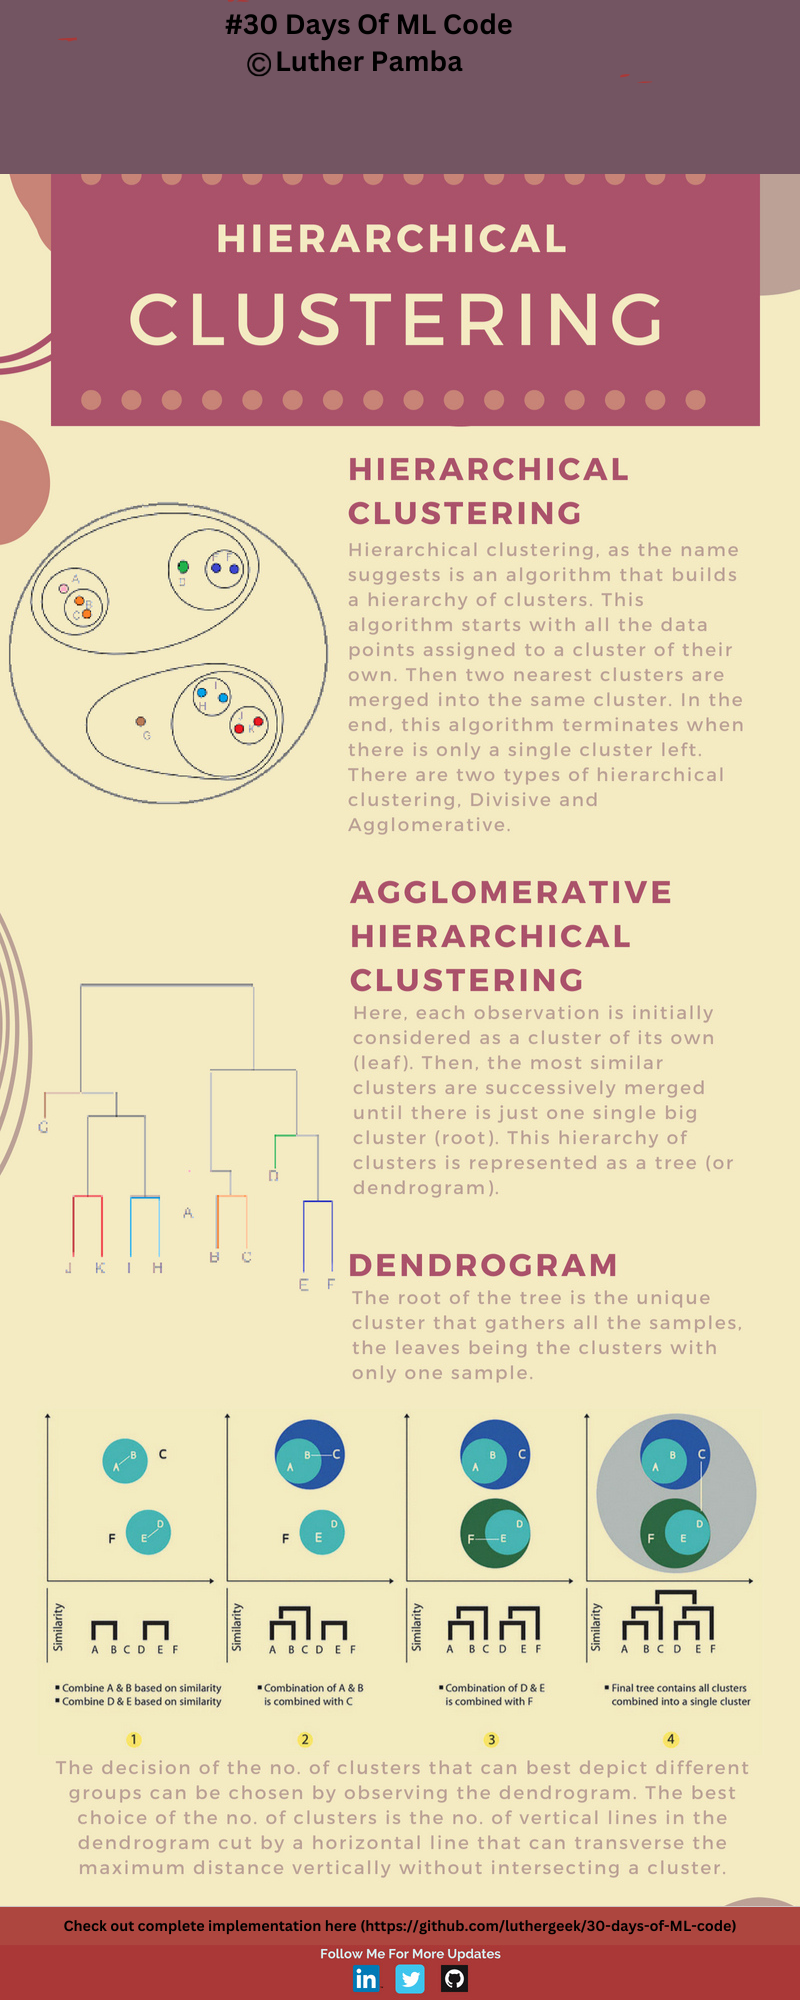 #30 Days Of ML Code
©Luther Pamba
HIERARCHICAL
CLUSTERING
HIERARCHICAL
CLUSTERING
Hierarchical clustering, as the name
suggests is an algorithm that builds
a hierarchy of clusters. This
algorithm starts with all the data
points assigned to a cluster of their
own. Then two nearest clusters are
merged into the same cluster. In the
end, this algorithm terminates when
there is only a single cluster left.
There are two types of hierarchical
clustering, Divisive and
Agglomerative.
A
B
C
D
F F
I
H
J
K
G
AGGLOMERATIVE
HIERARCHICAL
CLUSTERING
Here, each observation is initially
considered as a cluster of its own
(leaf). Then, the most similar
clusters are successively merged
until there is just one single big
cluster (root). This hierarchy of
clusters is represented as a tree (or
dendrogram).
G
D
A
B C
J K I H
E F
DENDROGRAM
The root of the tree is the unique
cluster that gathers all the samples,
the leaves being the clusters with
only one sample.
A B C
F E D
A B C
F E D
A B C
F E D
A B C
F E D
Similarity
A B C D E F
Similarity
A B C D E F
Similarity
A B C D E F
Similarity
A B C D E F
▪ Combine A & B based on similarity
▪ Combine D & E based on similarity
▪ Combination of A & B
is combined with C
▪ Combination of D & E
is combined with F
▪ Final tree contains all clusters
combined into a single cluster
1 2 3 4
The decision of the no. of clusters that can best depict different
groups can be chosen by observing the dendrogram. The best
choice of the no. of clusters is the no. of vertical lines in the
dendrogram cut by a horizontal line that can transverse the
maximum distance vertically without intersecting a cluster.
Check out complete implementation here (https://github.com/luthergeek/30-days-of-ML-code)
Follow Me For More Updates
in